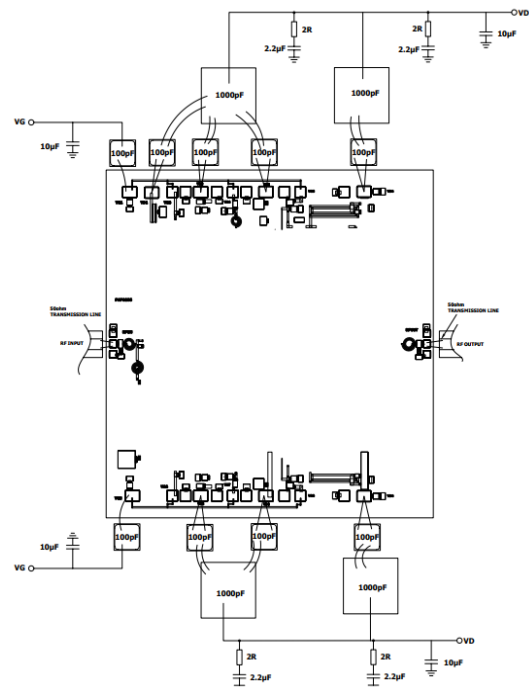 VD
2R
2R
2.2µF
2.2µF
10µF
1000pF
1000pF
VG
10µF
100pF
100pF
100pF
100pF
100pF
50ohm
TRANSMISSION LINE
RF INPUT
50ohm
TRANSMISSION LINE
RF OUTPUT
10µF
VG
100pF
100pF
100pF
100pF
1000pF
1000pF
VD
2R
2R
10µF
2.2µF
2.2µF